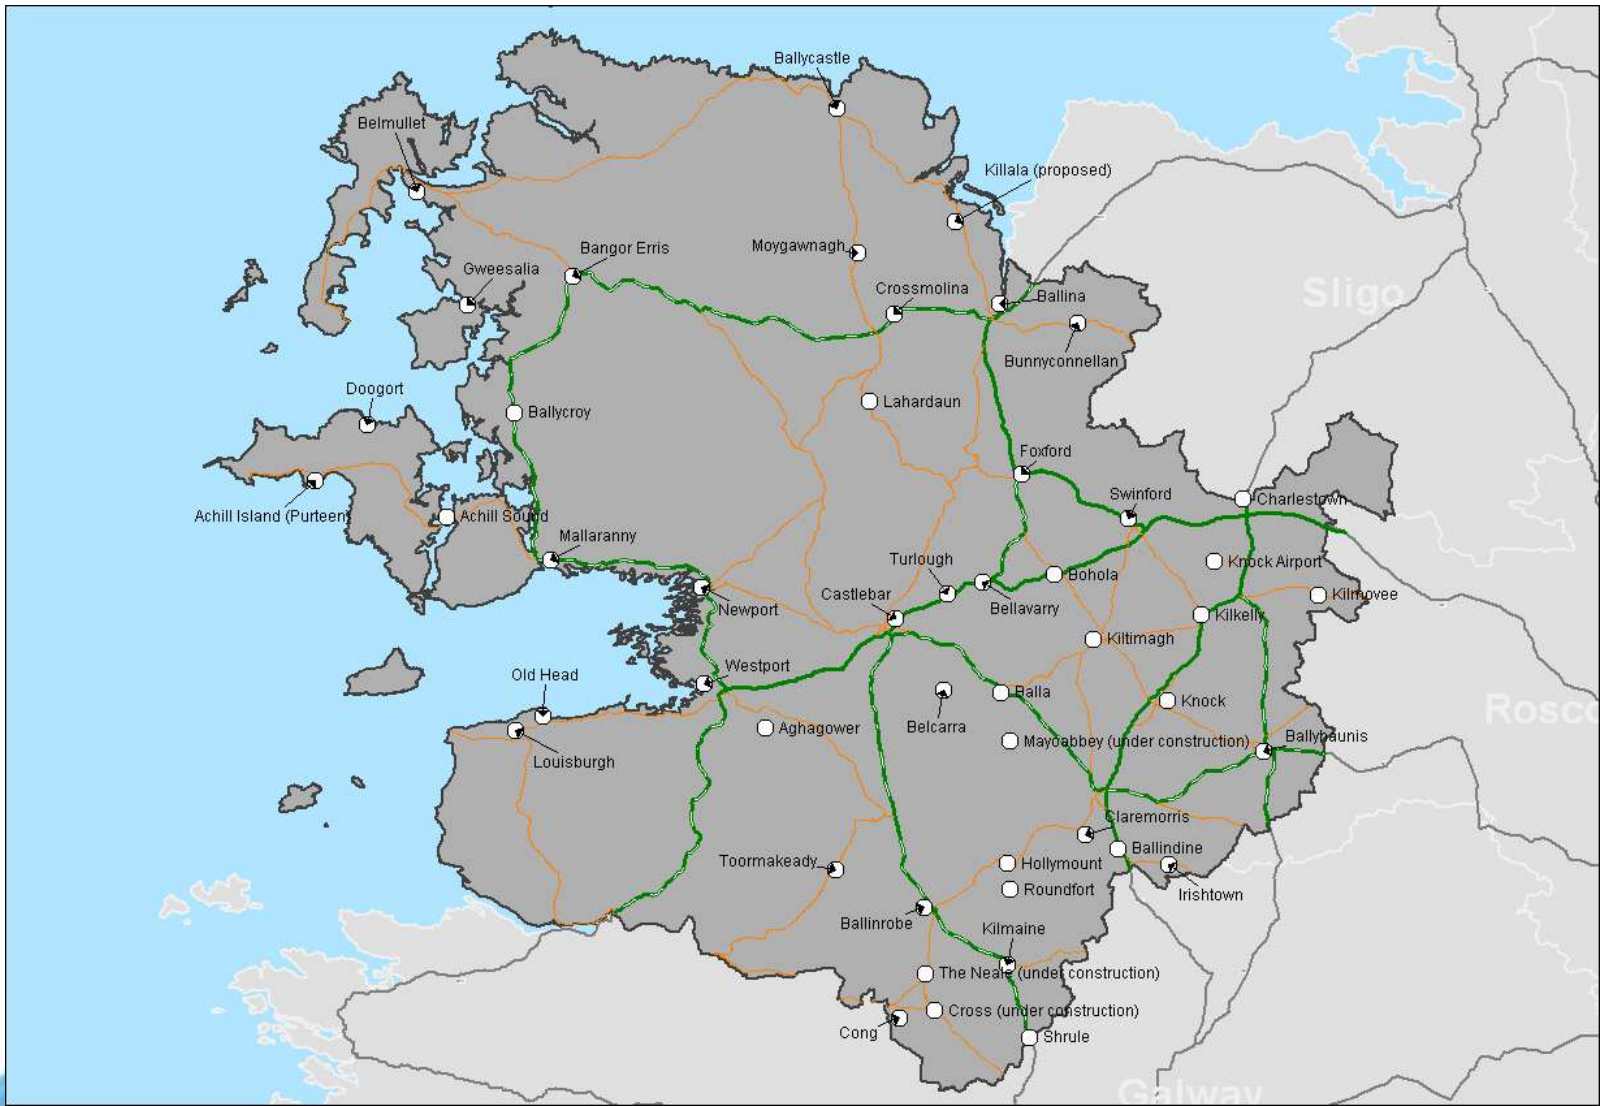 Ballycastle
Belmullet
Killala (proposed)
Moygawnagh
Bangor Erris
Gweesalia
Crossmolina
Ballina
Sligo
Bunnyconnellan
Doogort
Lahardaun
Ballycroy
Foxford
Swinford
Charlestown
Achill Island (Purteen)
Achill Sound
Mallaranny
Turlough
Knock Airport
Bohola
Castlebar
Bellavarry
Kilmovee
Newport
Kilkelly
Kiltimagh
Westport
Old Head
Balla
Knock
Rosco
Belcarra
Aghagower
Mayoabbey (under construction)
Ballyhaunis
Louisburgh
Claremorris
Ballindine
Toormakeady
Hollymount
Roundfort
Irishtown
Ballinrobe
Kilmaine
The Neale (under construction)
Cross (under construction)
Cong
Shrule
Galway